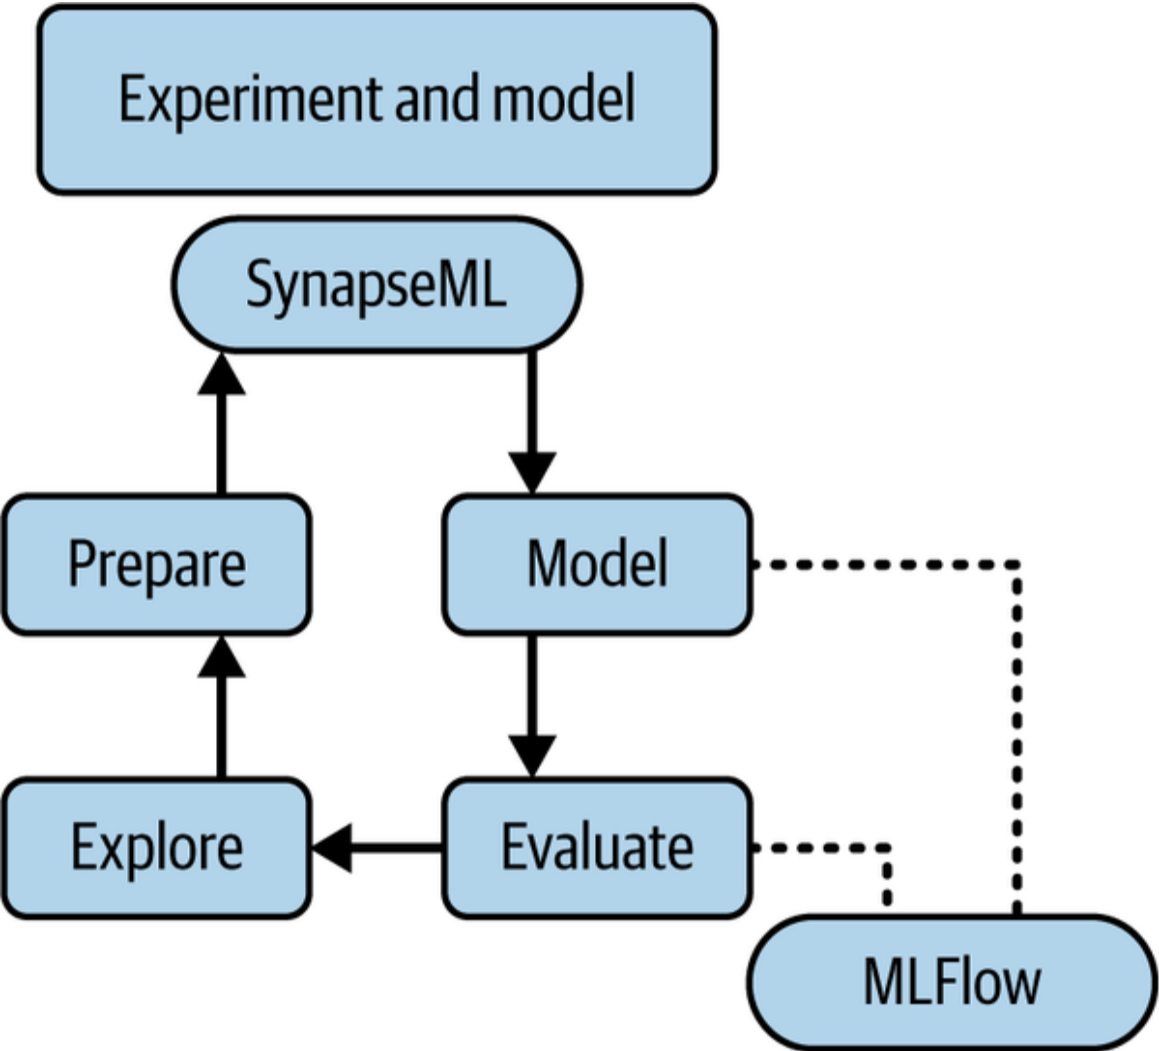 Experiment and model
SynapseML
Prepare
Model
Explore
Evaluate
MLFlow